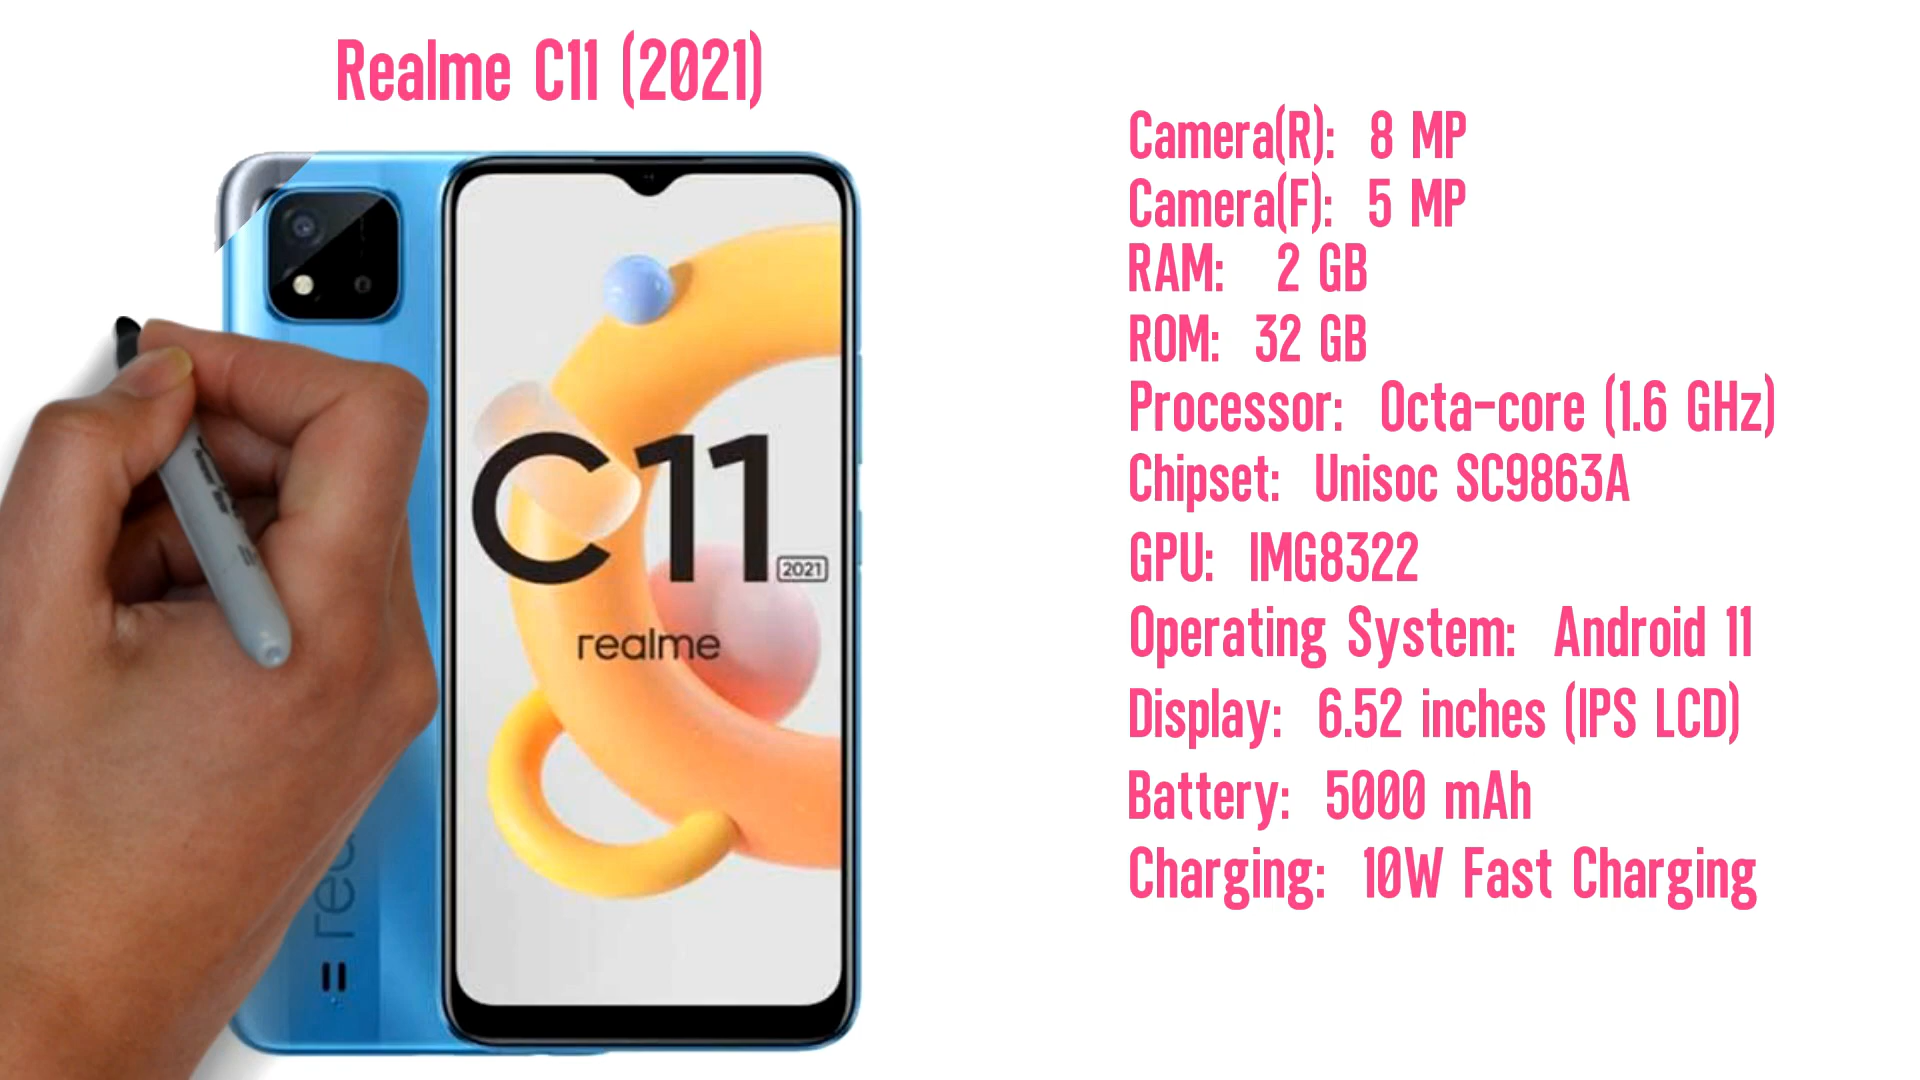 Realme C11 (2021)
Camera(R): 8 MP
Camera(F): 5 MP
RAM: 2 GB
ROM: 32 GB
Processor: Octa-core (1.6 GHz)
Chipset: Unisoc SC9863A
GPU: IMG8322
Operating System: Android 11
Display: 6.52 inches (IPS LCD)
Battery: 5000 mAh
Charging: 10W Fast Charging
C11
2021
realme